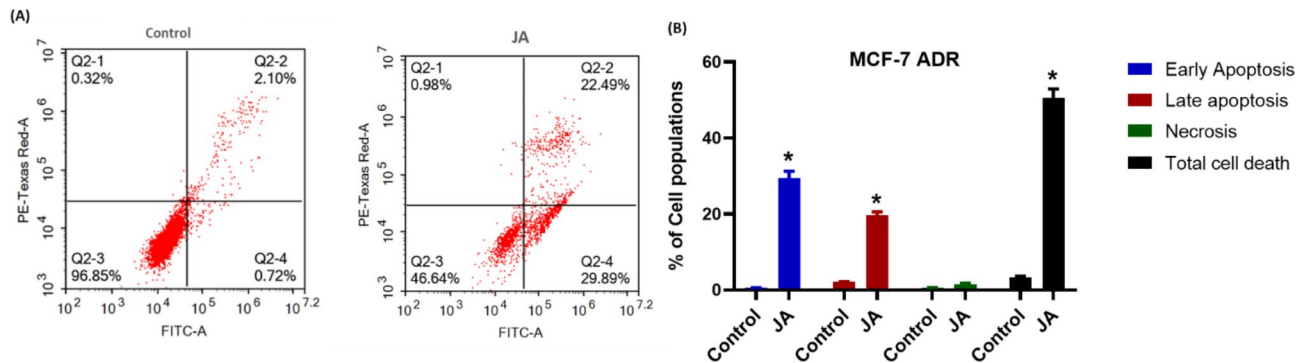 (A)
Control
Q2-1
0.32%
Q2-2
2.10%
Q2-3
96.85%
Q2-4
0.72%
PE-Texas Red-A
10^7
10^6
10^5
10^4
10^3
10^2 10^3 10^4 10^5 10^6 10^7.2
FITC-A
JA
Q2-1
0.98%
Q2-2
22.49%
Q2-3
46.64%
Q2-4
29.89%
PE-Texas Red-A
10^7
10^6
10^5
10^4
10^3
10^2 10^3 10^4 10^5 10^6 10^7.2
FITC-A
(B)
MCF-7 ADR
% of Cell populations
60
40
20
0
* * *
Control JA Control JA Control JA Control JA
Early Apoptosis
Late apoptosis
Necrosis
Total cell death